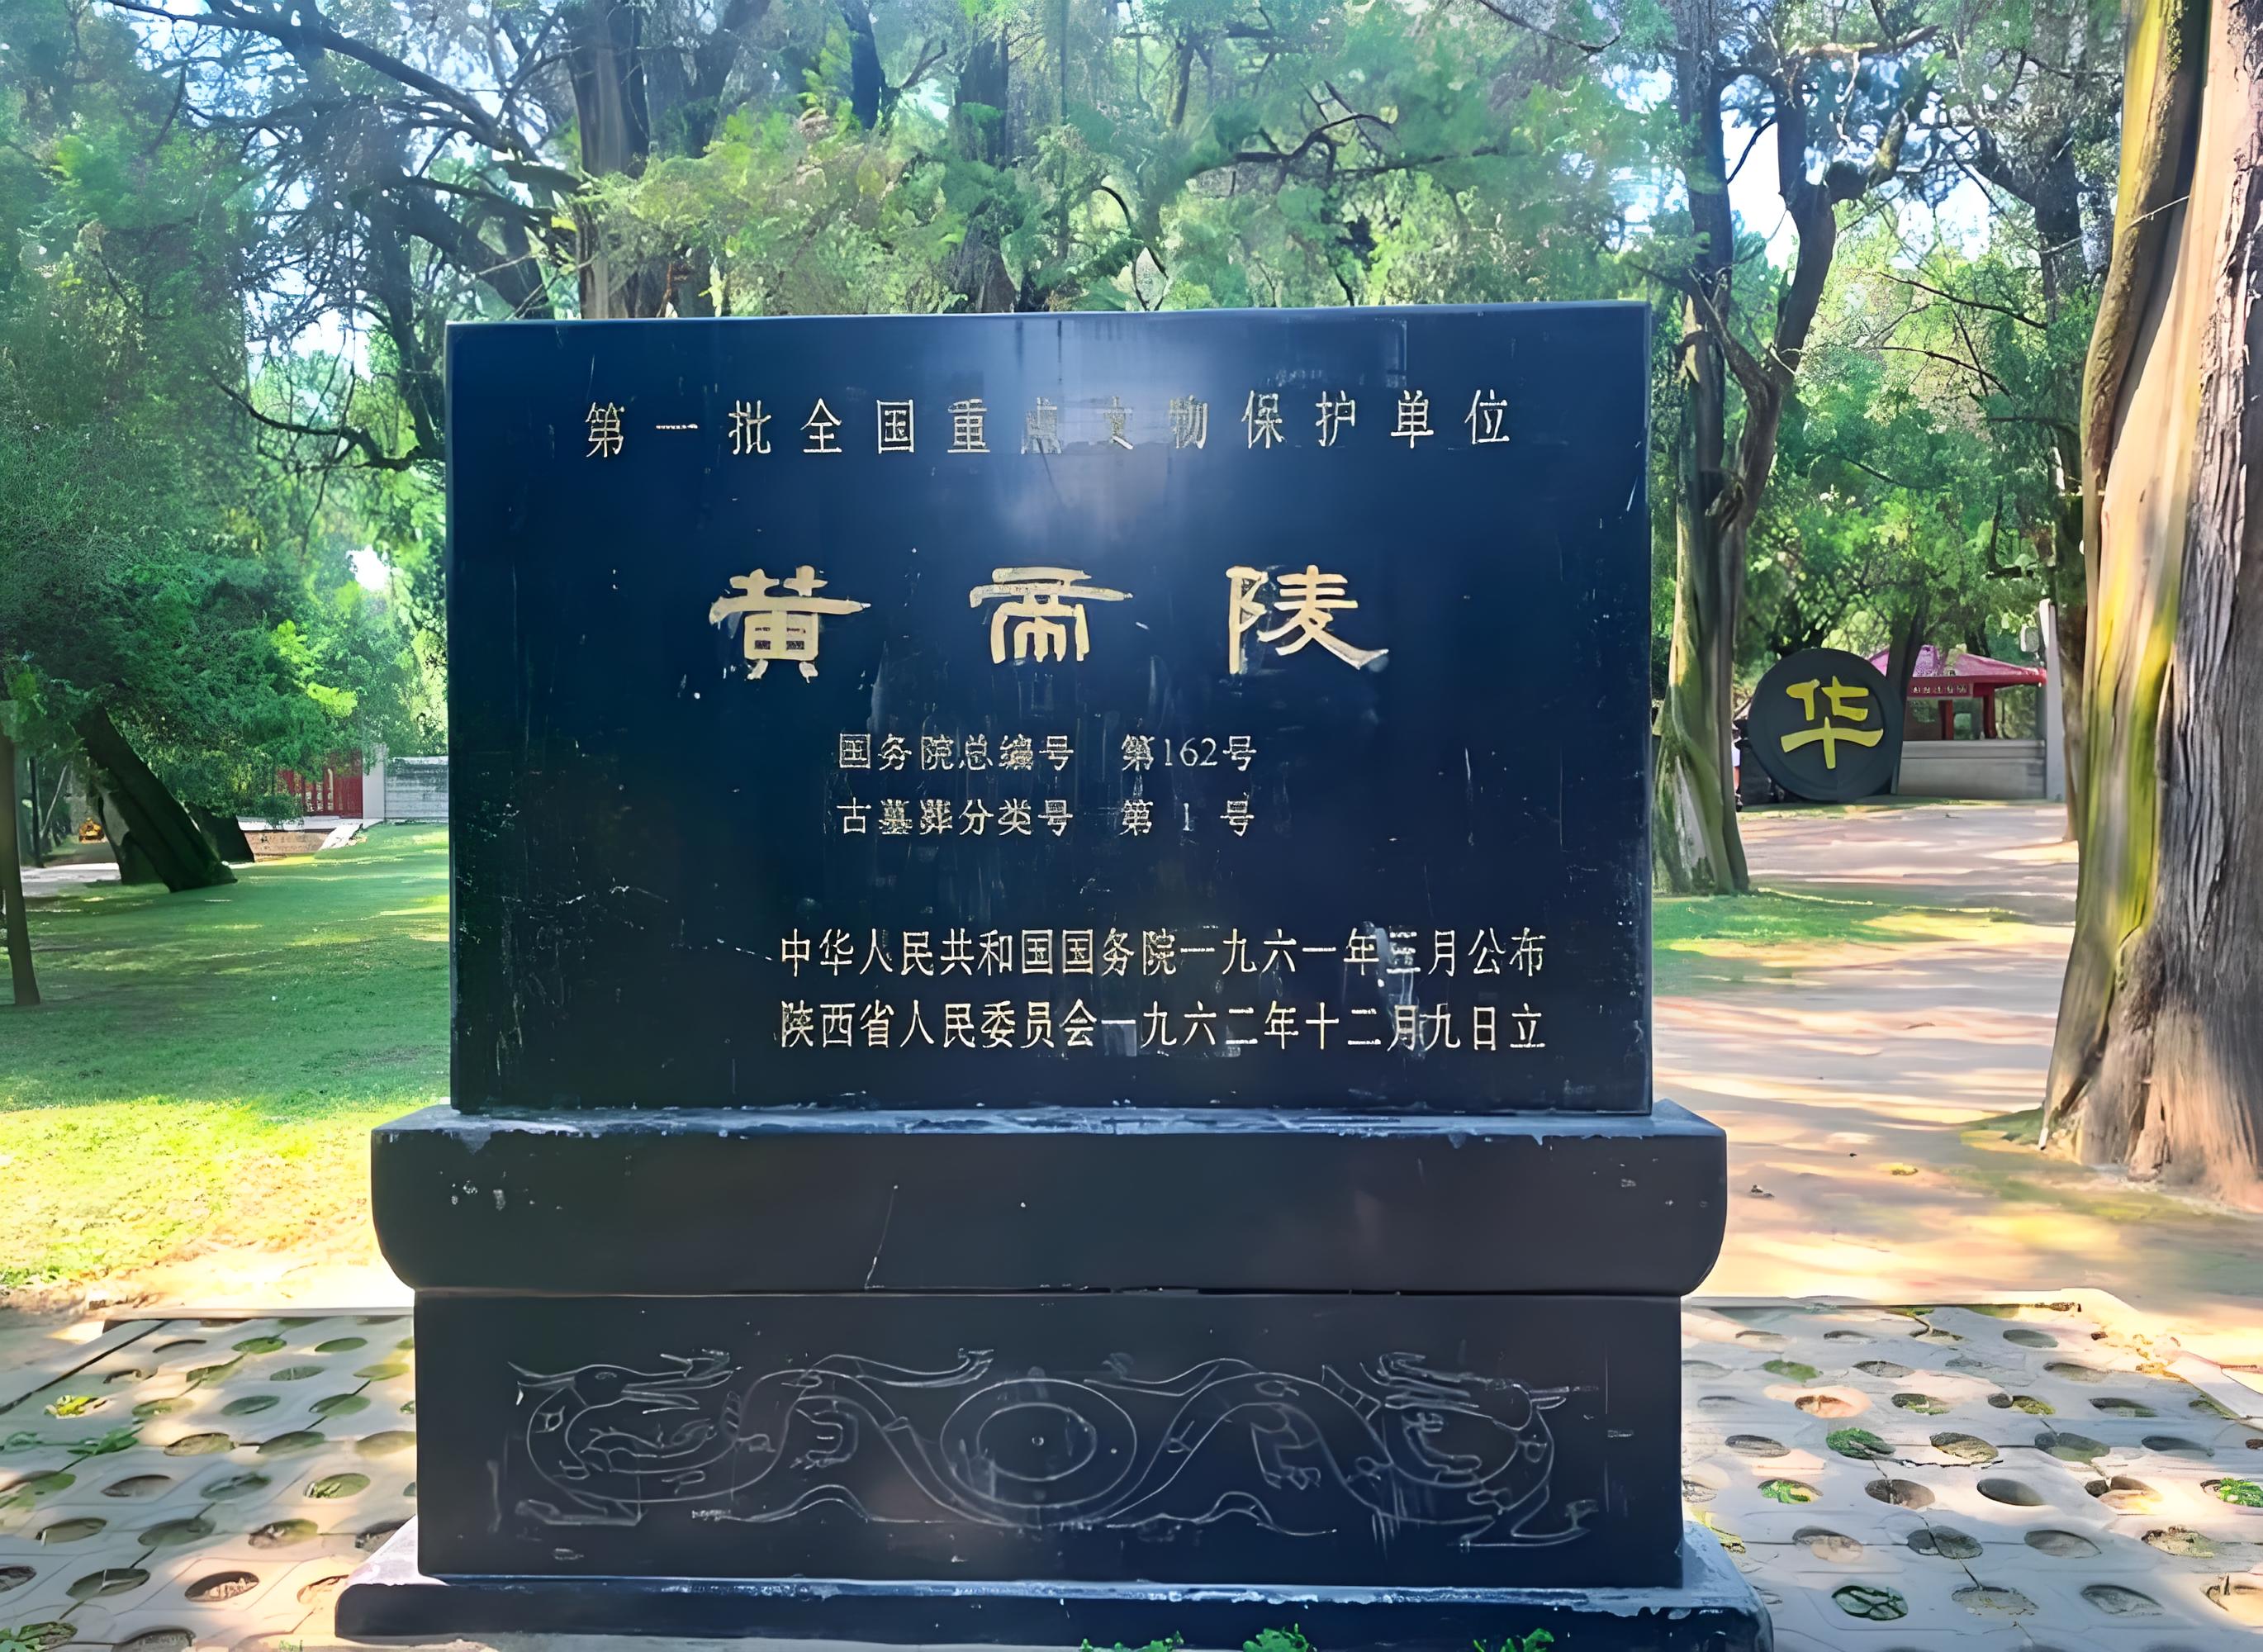 第一批全国重点文物保护单位
黄帝陵
国务院总编号 第162号
古墓葬分类号 第1号
中华人民共和国国务院一九六一年三月公布
陕西省人民委员会一九六二年十二月九日立
华